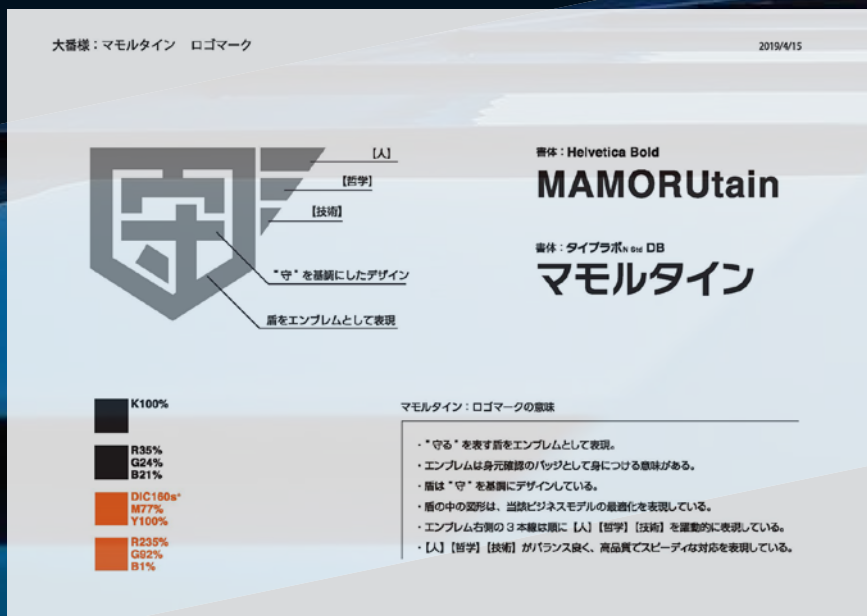 大番様：マモルタイン　ロゴマーク
2019/4/15
守
【人】
【哲学】
【技術】
"守"を基調にしたデザイン
盾をエンブレムとして表現
書体：Helvetica Bold
MAMORUtain
書体：タイプラボN Std DB
マモルタイン
K100%
R35%
G24%
B21%
DIC160s*
M77%
Y100%
R235%
G92%
B1%
マモルタイン：ロゴマークの意味
・"守る"を表す盾をエンブレムとして表現。
・エンブレムは身元確認のバッジとして身につける意味がある。
・盾は"守"を基調にデザインしている。
・盾の中の図形は、当該ビジネスモデルの最適化を表現している。
・エンブレム右側の3本線は順に【人】【哲学】【技術】を躍動的に表現している。
・【人】【哲学】【技術】がバランス良く、高品質でスピーディな対応を表現している。